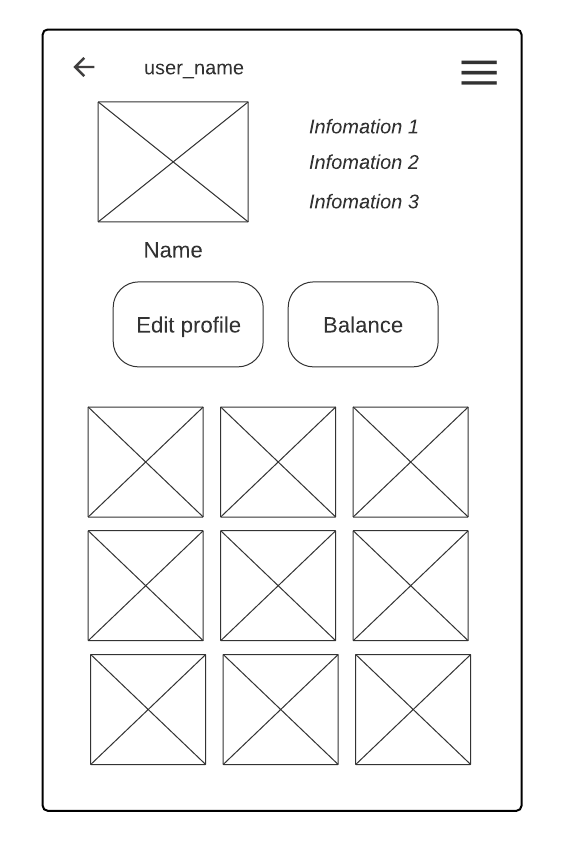 user_name
Infomation 1
Infomation 2
Infomation 3
Name
Edit profile
Balance